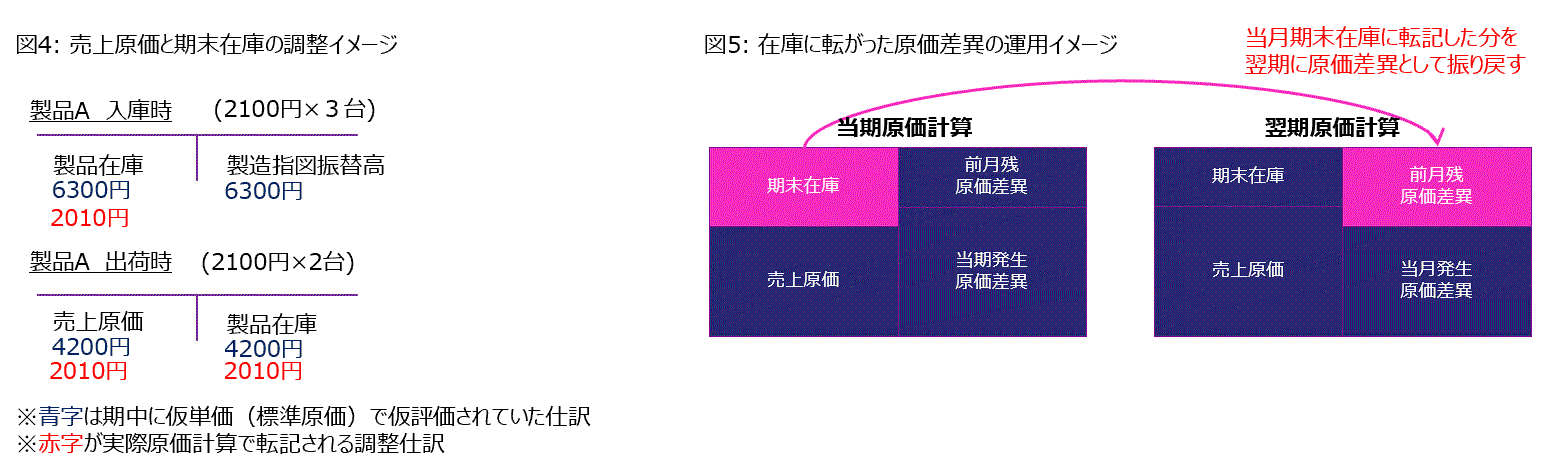 図4: 売上原価と期末在庫の調整イメージ
製品A 入庫時 (2100円×３台)
製品在庫 製造指図振替高
6300円 6300円
2010円
製品A 出荷時 (2100円×2台)
売上原価 製品在庫
4200円 4200円
2010円 2010円
※青字は期中に仮単価（標準原価）で仮評価されていた仕訳
※赤字が実際原価計算で転記される調整仕訳
図5: 在庫に転がった原価差異の運用イメージ
当月期末在庫に転記した分を
翌期に原価差異として振り戻す
当期原価計算
期末在庫
前月残
原価差異
売上原価
当期発生
原価差異
翌期原価計算
期末在庫
前月残
原価差異
売上原価
当月発生
原価差異